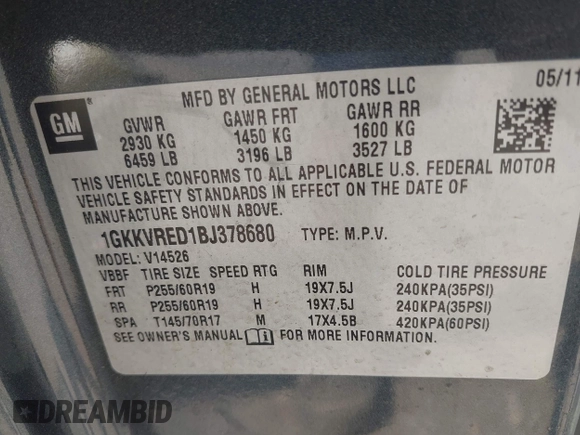 MFD BY GENERAL MOTORS LLC 05/11
GM
GVWR GAWR FRT GAWR RR
2930 KG 1450 KG 1600 KG
6459 LB 3196 LB 3527 LB
THIS VEHICLE CONFORMS TO ALL APPLICABLE U.S. FEDERAL MOTOR
VEHICLE SAFETY STANDARDS IN EFFECT ON THE DATE OF
MANUFACTURE SHOWN ABOVE.
1GKKVRED1BJ378680 TYPE: M.P.V.
MODEL: V14526
VBBF TIRE SIZE SPEED RTG RIM COLD TIRE PRESSURE
FRT P255/60R19 H 19X7.5J 240KPA(35PSI)
RR P255/60R19 H 19X7.5J 240KPA(35PSI)
SPA T145/70R17 M 17X4.5B 420KPA(60PSI)
SEE OWNER'S MANUAL FOR MORE INFORMATION.
DREAMBID